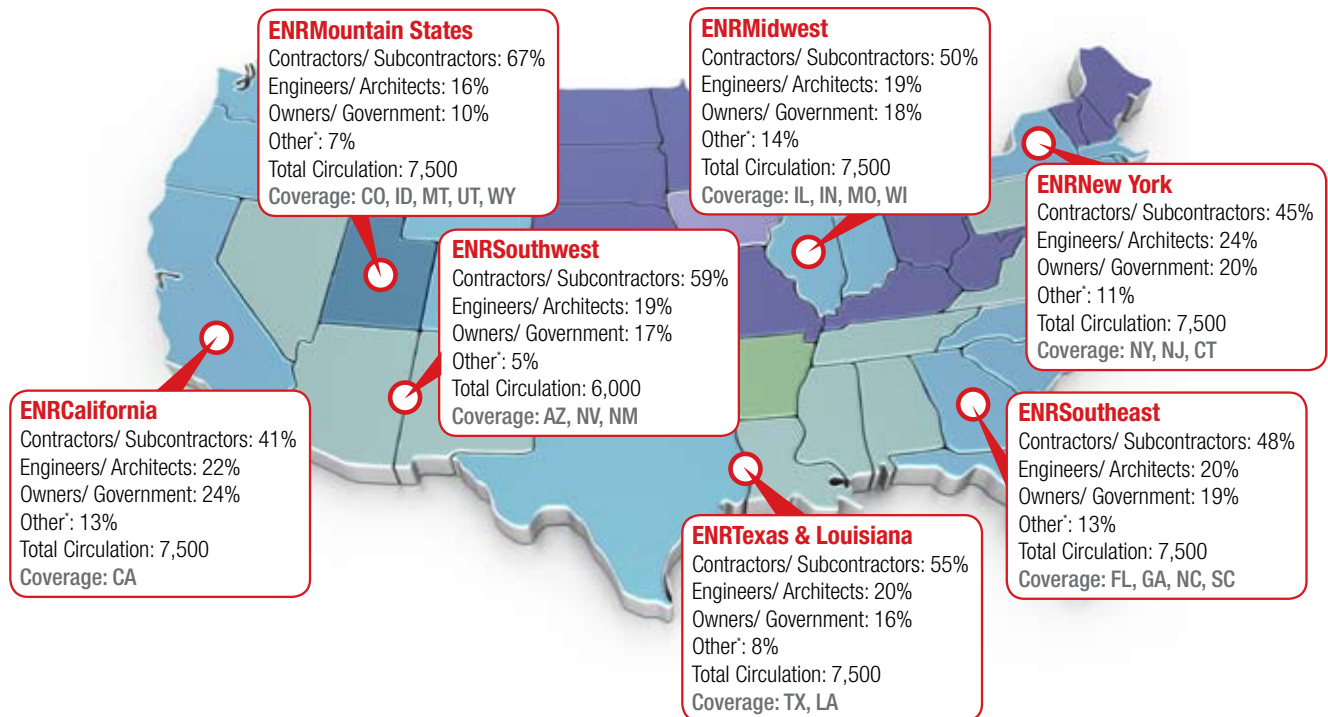 ENRMountain States
Contractors/ Subcontractors: 67%
Engineers/ Architects: 16%
Owners/ Government: 10%
Other*: 7%
Total Circulation: 7,500
Coverage: CO, ID, MT, UT, WY
ENRMidwest
Contractors/ Subcontractors: 50%
Engineers/ Architects: 19%
Owners/ Government: 18%
Other*: 14%
Total Circulation: 7,500
Coverage: IL, IN, MO, WI
ENRNew York
Contractors/ Subcontractors: 45%
Engineers/ Architects: 24%
Owners/ Government: 20%
Other*: 11%
Total Circulation: 7,500
Coverage: NY, NJ, CT
ENRSouthwest
Contractors/ Subcontractors: 59%
Engineers/ Architects: 19%
Owners/ Government: 17%
Other*: 5%
Total Circulation: 6,000
Coverage: AZ, NV, NM
ENRCalifornia
Contractors/ Subcontractors: 41%
Engineers/ Architects: 22%
Owners/ Government: 24%
Other*: 13%
Total Circulation: 7,500
Coverage: CA
ENRSoutheast
Contractors/ Subcontractors: 48%
Engineers/ Architects: 20%
Owners/ Government: 19%
Other*: 13%
Total Circulation: 7,500
Coverage: FL, GA, NC, SC
ENRTexas & Louisiana
Contractors/ Subcontractors: 55%
Engineers/ Architects: 20%
Owners/ Government: 16%
Other*: 8%
Total Circulation: 7,500
Coverage: TX, LA